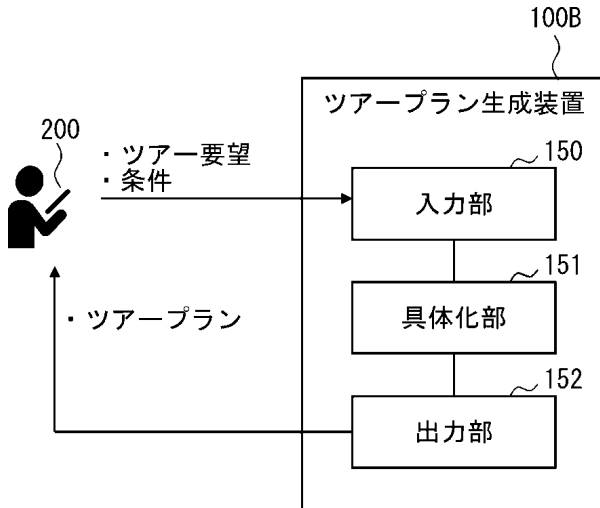 100B
ツアープラン生成装置
200
・ツアー要望
・条件
150
入力部
151
具体化部
・ツアープラン
152
出力部